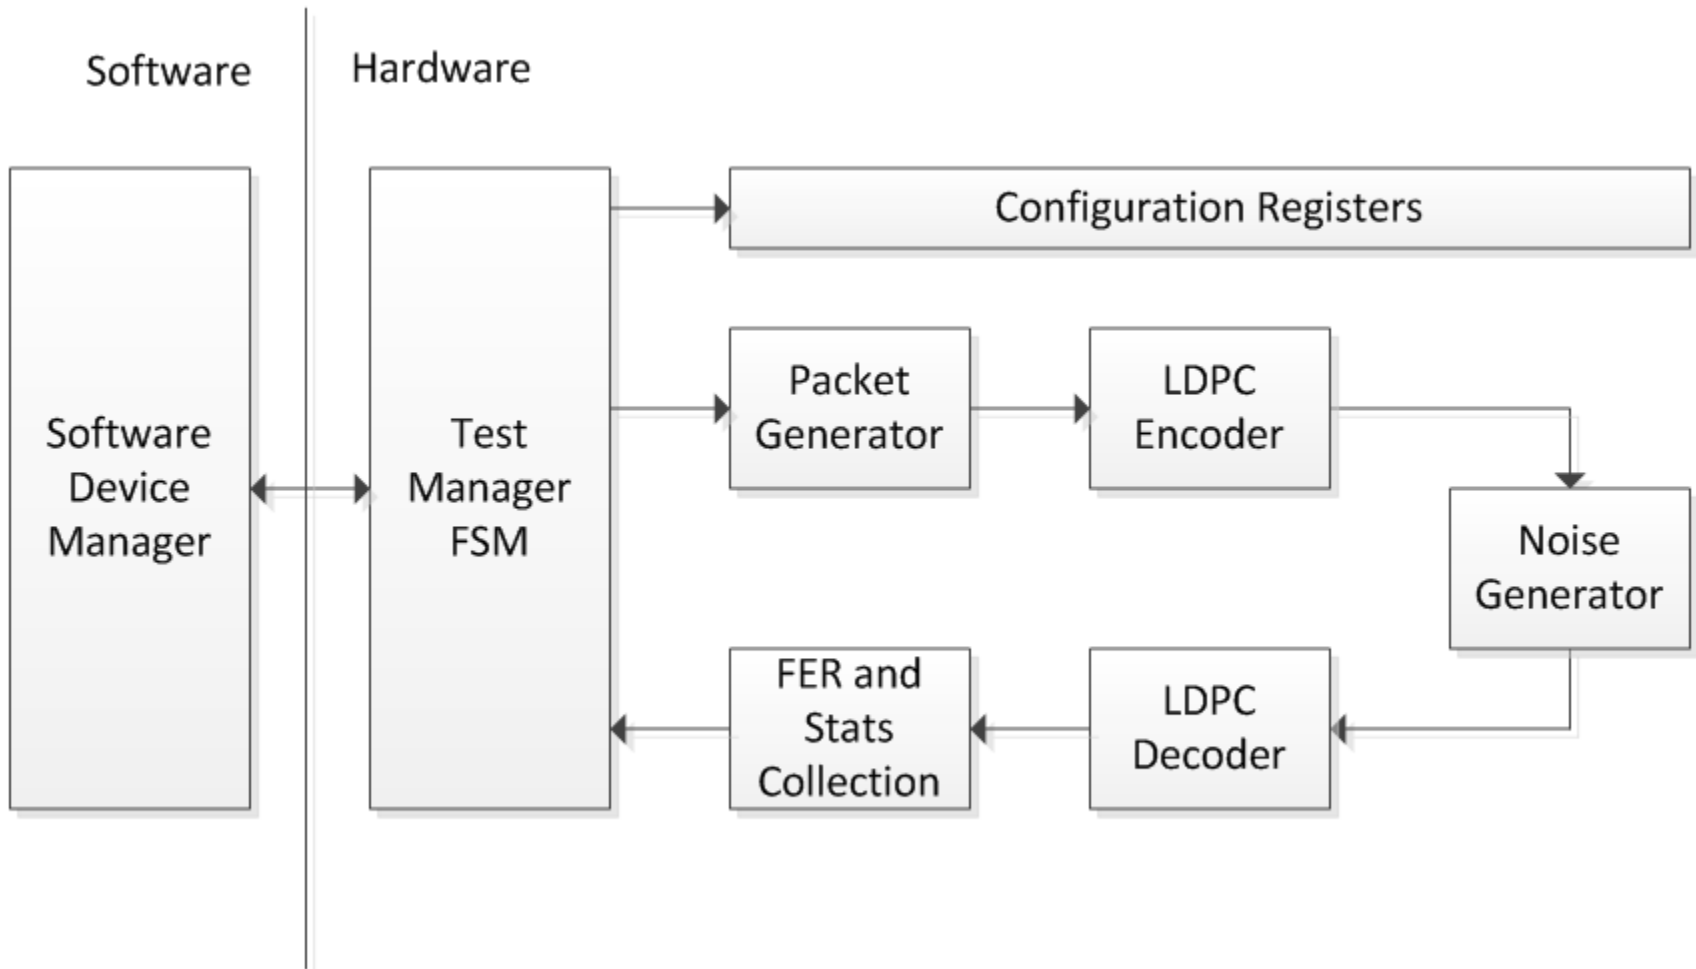 Software
Hardware
Configuration Registers
Software
Device
Manager
Test
Manager
FSM
Packet
Generator
LDPC
Encoder
Noise
Generator
FER and
Stats
Collection
LDPC
Decoder